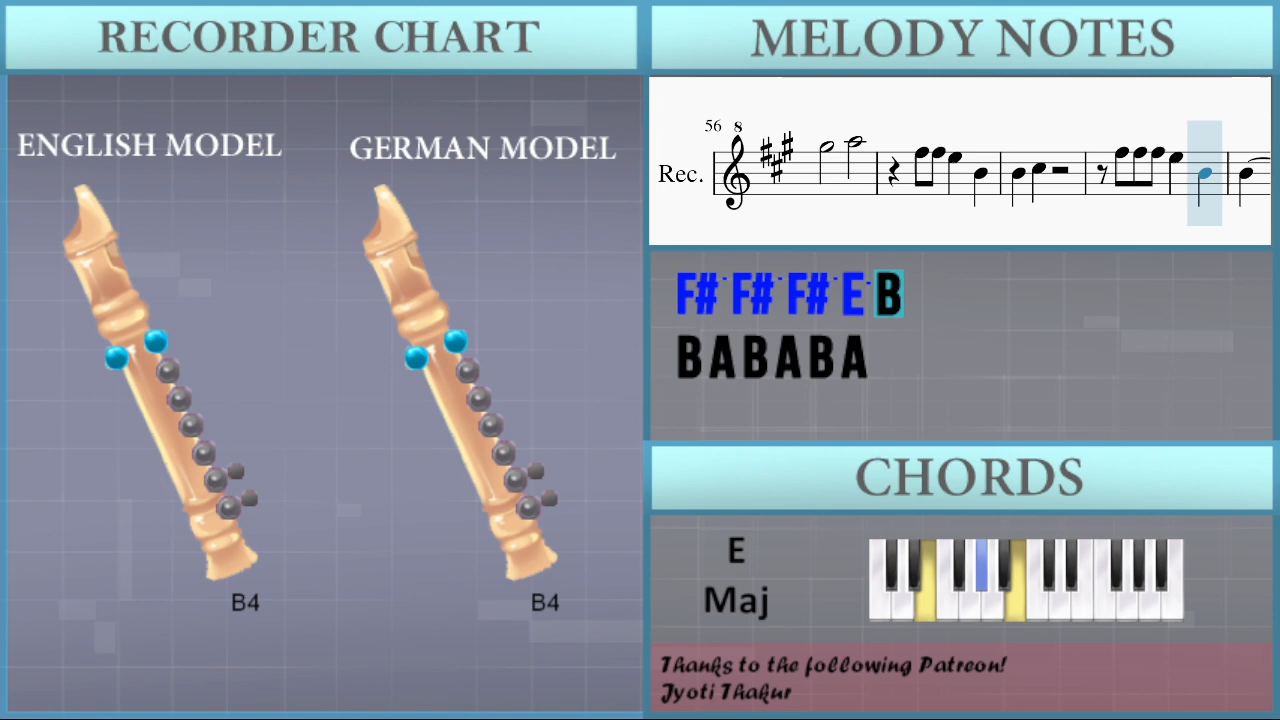 RECORDER CHART
MELODY NOTES
ENGLISH MODEL
GERMAN MODEL
56 8
Rec.
F#˙F#˙F#˙E˙B
BABABA
CHORDS
E
Maj
B4
B4
Thanks to the following Patreon!
Jyoti Thakur